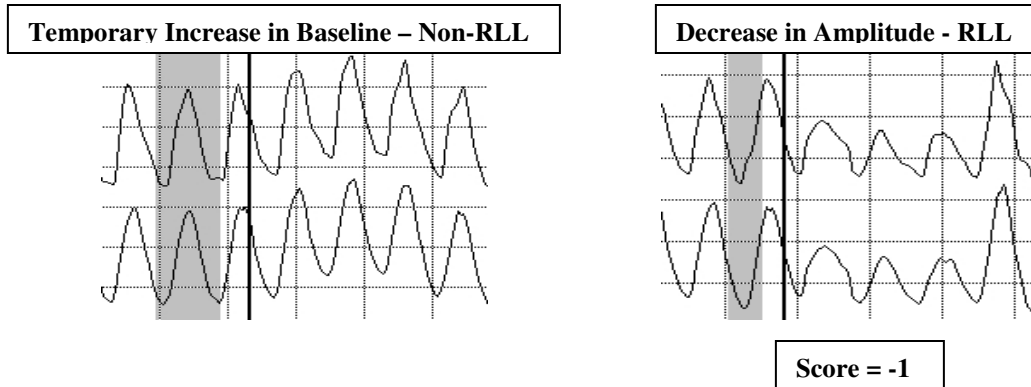 Temporary Increase in Baseline – Non-RLL
Decrease in Amplitude - RLL
Score = -1